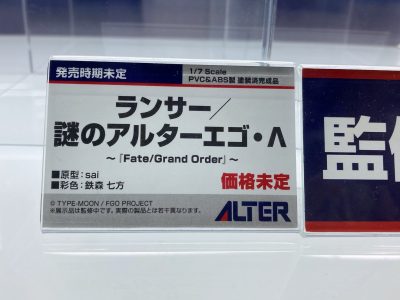 発売時期未定
1/7 Scale
PVC&ABS製 塗装済完成品
ランサー/
謎のアルターエゴ・Λ
～『Fate/Grand Order』～
■原型：sai
■彩色：鉄森 七方
価格未定
© TYPE-MOON / FGO PROJECT
※展示品は監修中です。実際の製品とは若干異なります。
ALTER
監修